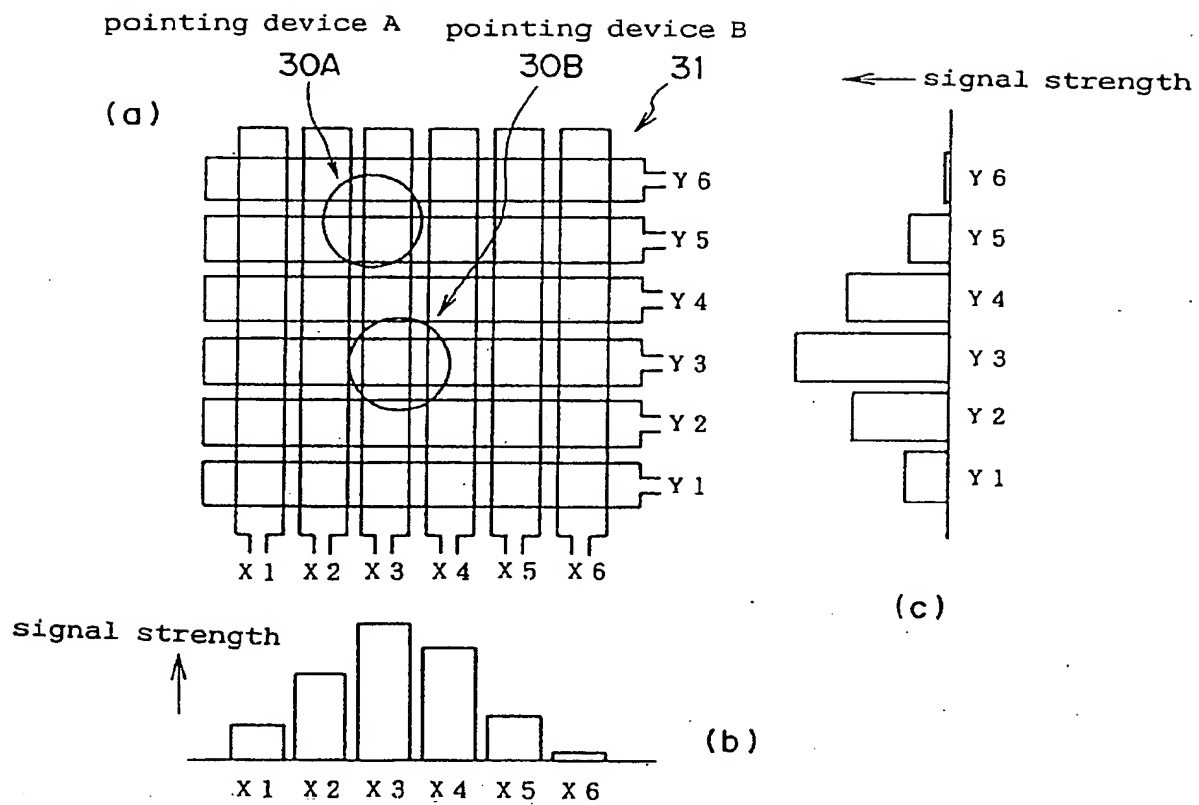 pointing device A
pointing device B
30A
30B
31
(a)
Y 6
Y 5
Y 4
Y 3
Y 2
Y 1
X 1 X 2 X 3 X 4 X 5 X 6
signal strength
Y 6
Y 5
Y 4
Y 3
Y 2
Y 1
(c)
signal strength
(b)
X 1 X 2 X 3 X 4 X 5 X 6